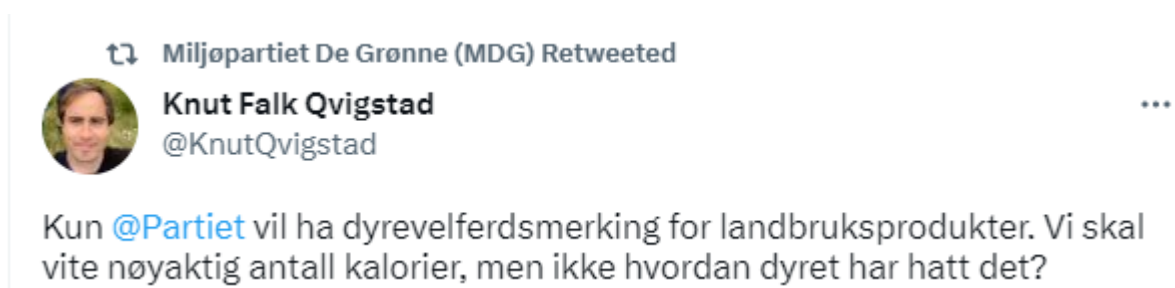 Miljøpartiet De Grønne (MDG) Retweeted
Knut Falk Qvigstad
@KnutQvigstad
Kun @Partiet vil ha dyrevelferdsmerking for landbruksprodukter. Vi skal
vite nøyaktig antall kalorier, men ikke hvordan dyret har hatt det?